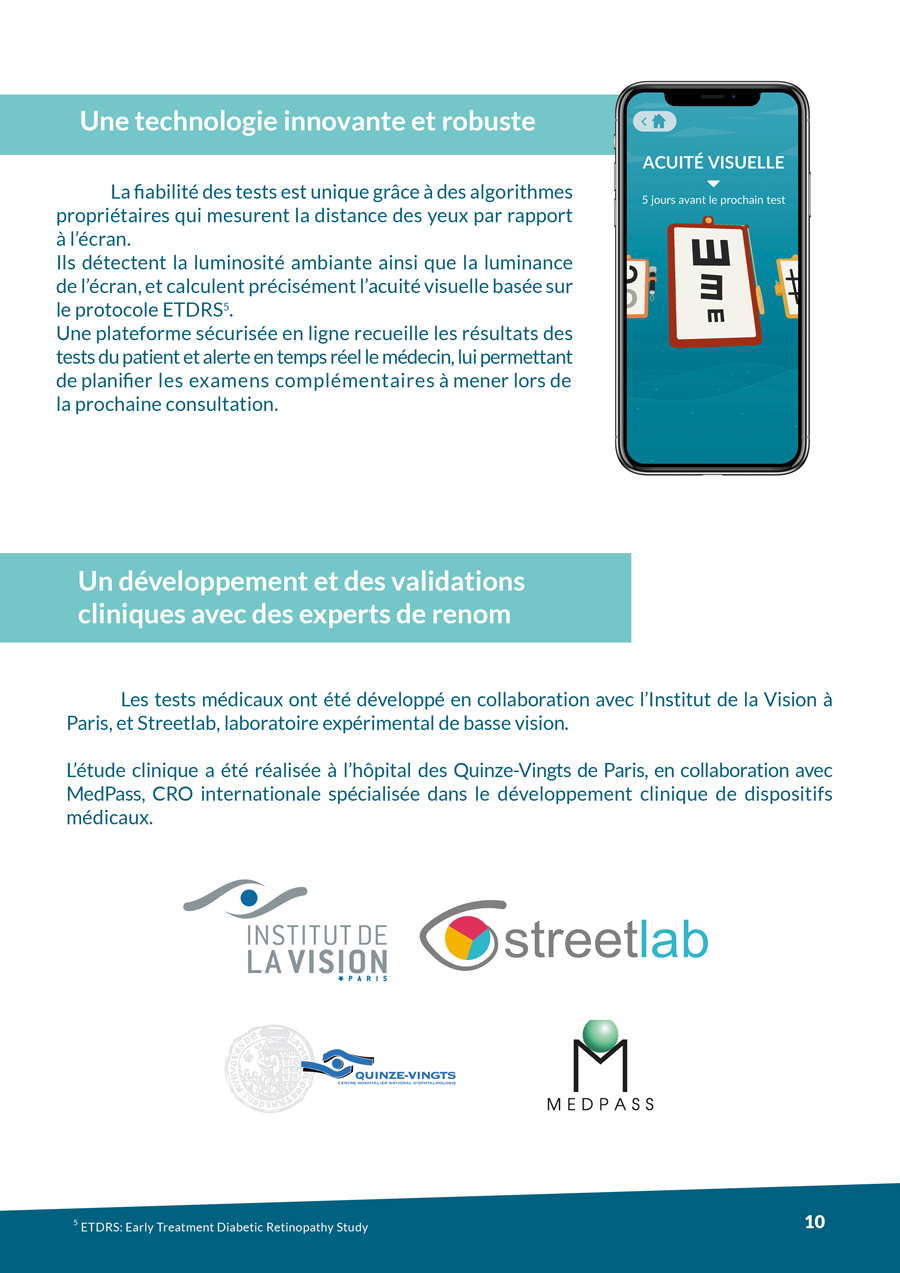 Une technologie innovante et robuste
La fiabilité des tests est unique grâce à des algorithmes
propriétaires qui mesurent la distance des yeux par rapport
à l'écran.
Ils détectent la luminosité ambiante ainsi que la luminance
de l'écran, et calculent précisément l'acuité visuelle basée sur
le protocole ETDRS⁵.
Une plateforme sécurisée en ligne recueille les résultats des
tests du patient et alerte en temps réel le médecin, lui permettant
de planifier les examens complémentaires à mener lors de
la prochaine consultation.
ACUITÉ VISUELLE
5 jours avant le prochain test
Un développement et des validations
cliniques avec des experts de renom
Les tests médicaux ont été développé en collaboration avec l'Institut de la Vision à
Paris, et Streetlab, laboratoire expérimental de basse vision.
L'étude clinique a été réalisée à l'hôpital des Quinze-Vingts de Paris, en collaboration avec
MedPass, CRO internationale spécialisée dans le développement clinique de dispositifs
médicaux.
INSTITUT DE
LA VISION
PARIS
streetlab
QUINZE-VINGTS
CENTRE HOSPITALIER NATIONAL D'OPHTALMOLOGIE
MEDPASS
⁵ ETDRS: Early Treatment Diabetic Retinopathy Study
10